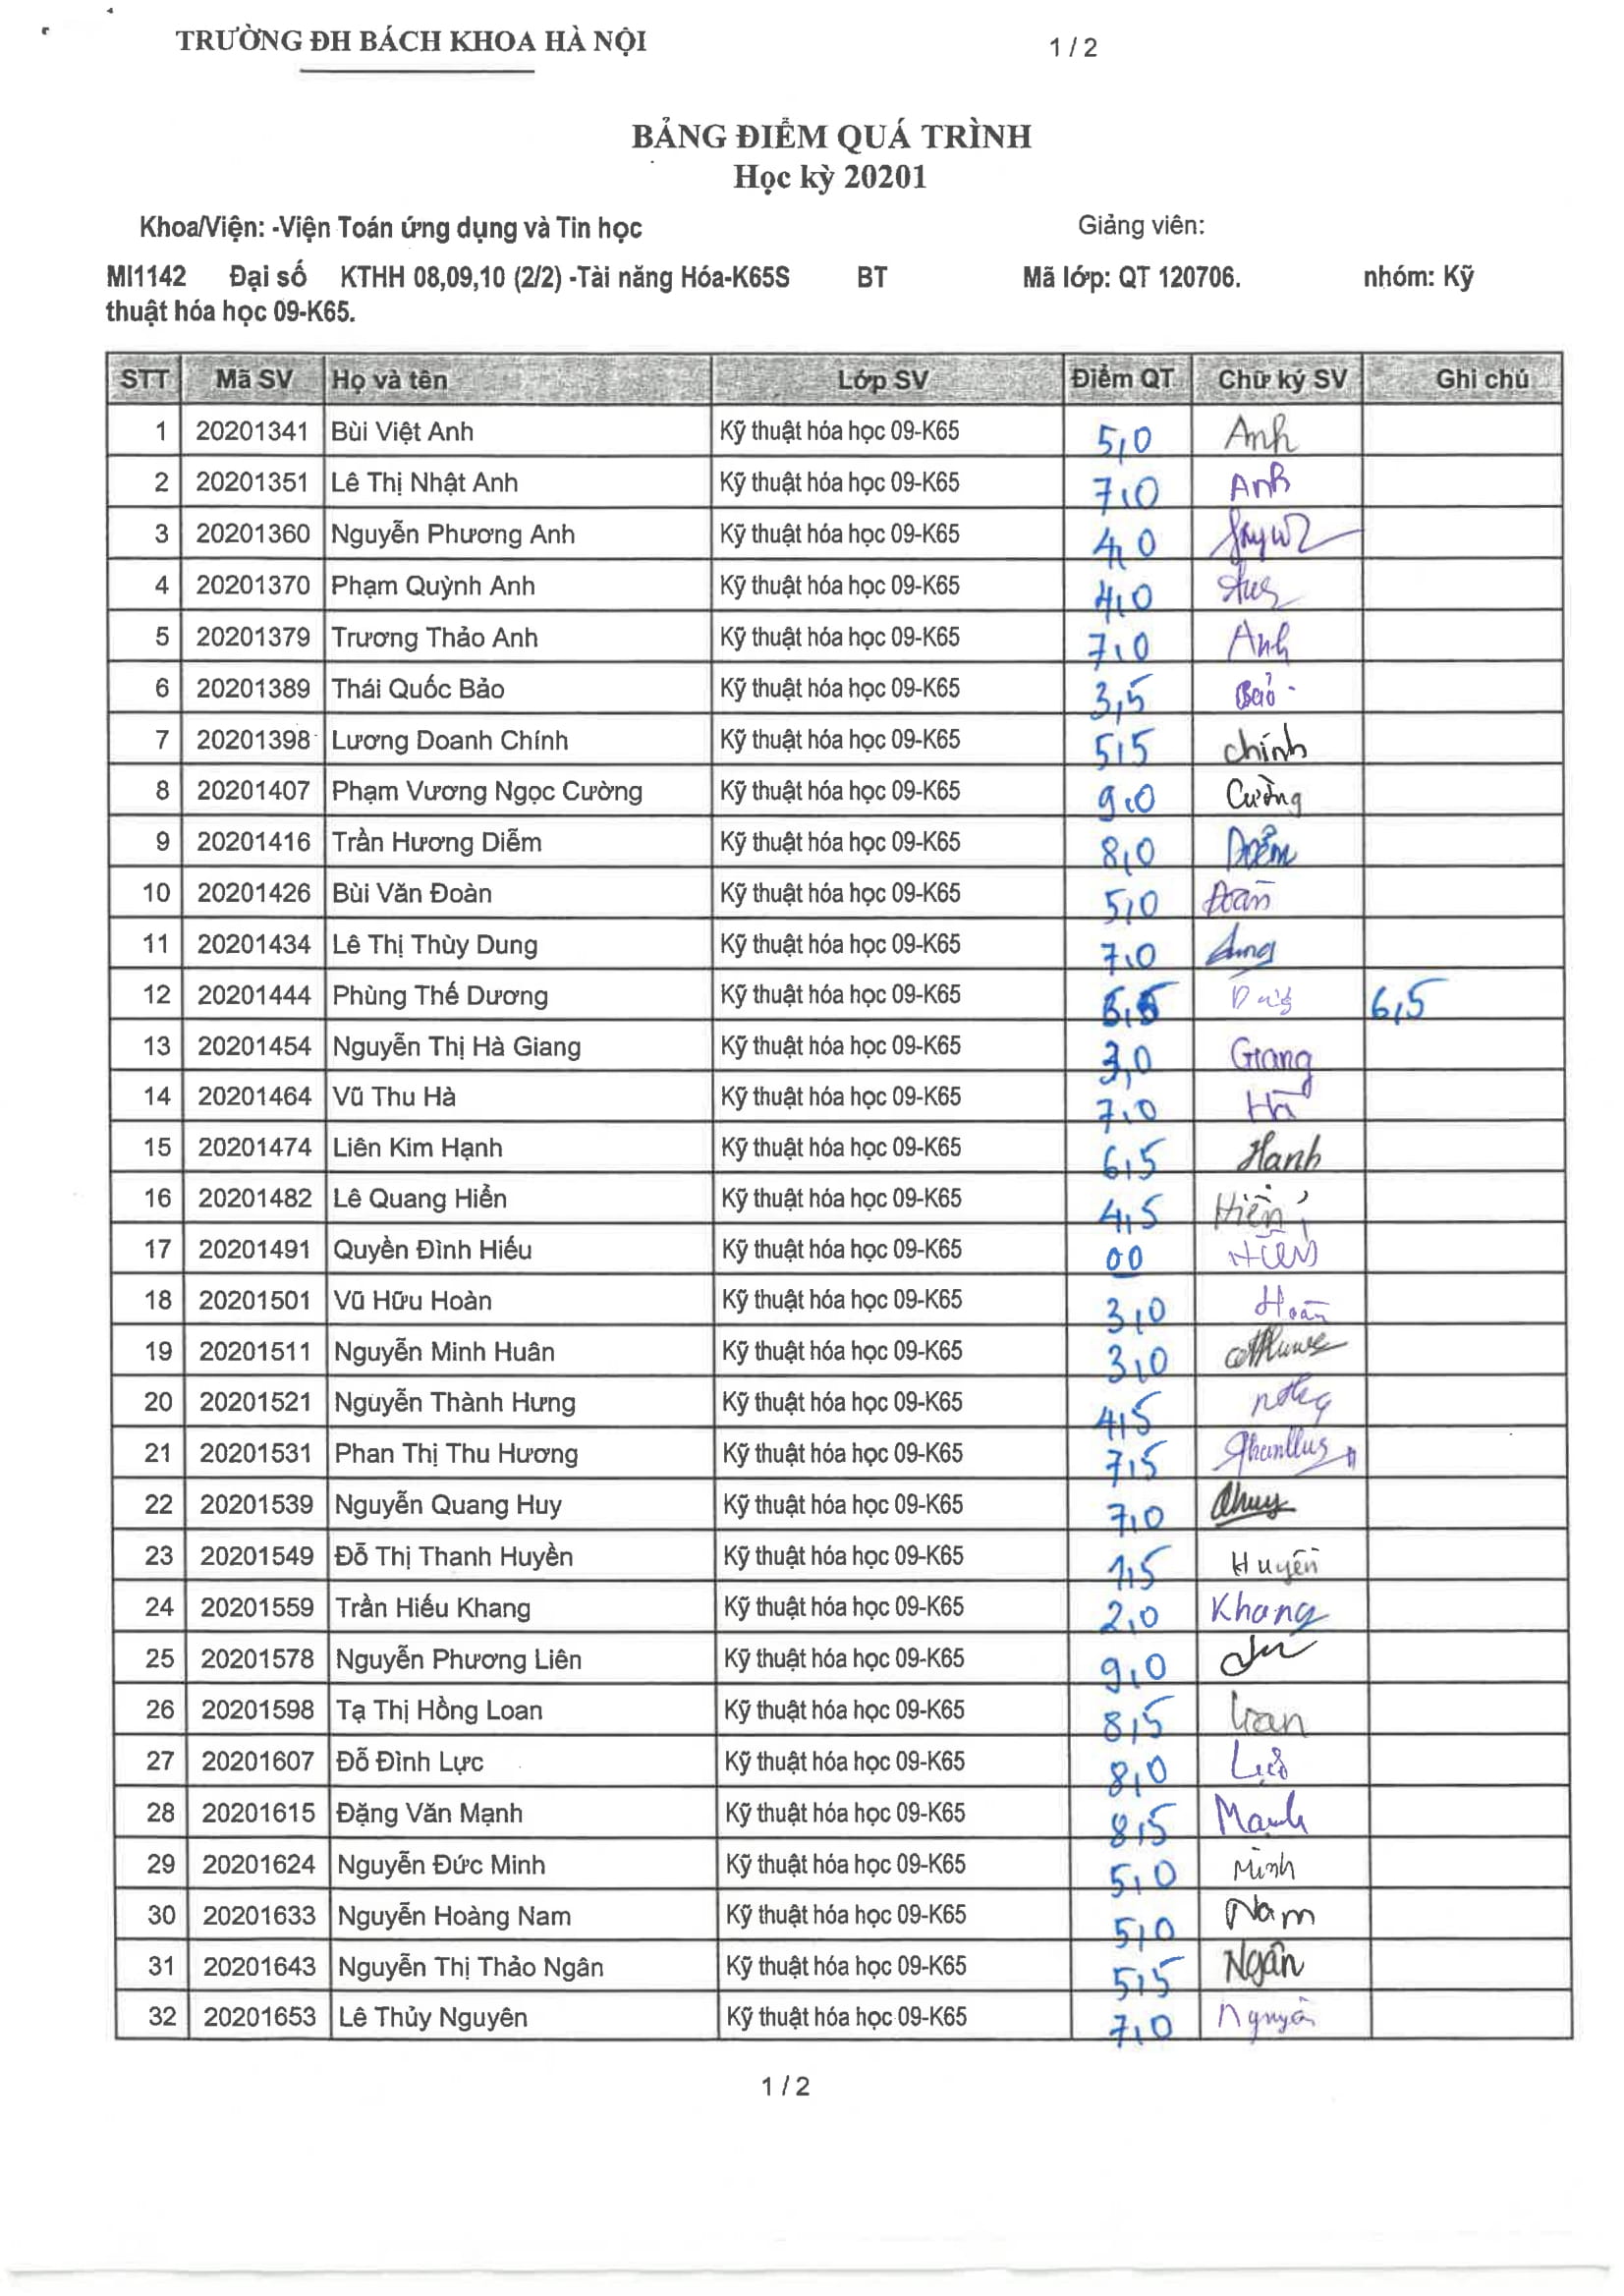 TRƯỜNG ĐH BÁCH KHOA HÀ NỘI 1 / 2
BẢNG ĐIỂM QUÁ TRÌNH
Học kỳ 20201
Khoa/Viện: -Viện Toán ứng dụng và Tin học Giảng viên:
MI1142 Đại số KTHH 08,09,10 (2/2) -Tài năng Hóa-K65S BT Mã lớp: QT 120706. nhóm: Kỹ
thuật hóa học 09-K65.
STT Mã SV Họ và tên Lớp SV Điểm QT Chữ ký SV Ghi chú
1 20201341 Bùi Việt Anh Kỹ thuật hóa học 09-K65 5,0 Anh
2 20201351 Lê Thị Nhật Anh Kỹ thuật hóa học 09-K65 7,0 Anh
3 20201360 Nguyễn Phương Anh Kỹ thuật hóa học 09-K65 4,0
4 20201370 Phạm Quỳnh Anh Kỹ thuật hóa học 09-K65 4,0
5 20201379 Trương Thảo Anh Kỹ thuật hóa học 09-K65 7,0 Anh
6 20201389 Thái Quốc Bảo Kỹ thuật hóa học 09-K65 3,5 Bảo
7 20201398 Lương Doanh Chính Kỹ thuật hóa học 09-K65 5,5 chính
8 20201407 Phạm Vương Ngọc Cường Kỹ thuật hóa học 09-K65 9,0 Cường
9 20201416 Trần Hương Diễm Kỹ thuật hóa học 09-K65 8,0 Diễm
10 20201426 Bùi Văn Đoàn Kỹ thuật hóa học 09-K65 5,0 Đoàn
11 20201434 Lê Thị Thùy Dung Kỹ thuật hóa học 09-K65 7,0 Dung
12 20201444 Phùng Thế Dương Kỹ thuật hóa học 09-K65 6,5 6,5
13 20201454 Nguyễn Thị Hà Giang Kỹ thuật hóa học 09-K65 3,0 Giang
14 20201464 Vũ Thu Hà Kỹ thuật hóa học 09-K65 7,0 Hà
15 20201474 Liên Kim Hạnh Kỹ thuật hóa học 09-K65 6,5 Hạnh
16 20201482 Lê Quang Hiển Kỹ thuật hóa học 09-K65 4,5 Hiển
17 20201491 Quyền Đình Hiếu Kỹ thuật hóa học 09-K65 00
18 20201501 Vũ Hữu Hoàn Kỹ thuật hóa học 09-K65 3,0 Hoàn
19 20201511 Nguyễn Minh Huân Kỹ thuật hóa học 09-K65 3,0
20 20201521 Nguyễn Thành Hưng Kỹ thuật hóa học 09-K65 4,5
21 20201531 Phan Thị Thu Hương Kỹ thuật hóa học 09-K65 7,5
22 20201539 Nguyễn Quang Huy Kỹ thuật hóa học 09-K65 7,0 Qhuy
23 20201549 Đỗ Thị Thanh Huyền Kỹ thuật hóa học 09-K65 1,5 Huyền
24 20201559 Trần Hiếu Khang Kỹ thuật hóa học 09-K65 2,0 Khang
25 20201578 Nguyễn Phương Liên Kỹ thuật hóa học 09-K65 9,0
26 20201598 Tạ Thị Hồng Loan Kỹ thuật hóa học 09-K65 8,5 Loan
27 20201607 Đỗ Đình Lực Kỹ thuật hóa học 09-K65 8,0 Lực
28 20201615 Đặng Văn Mạnh Kỹ thuật hóa học 09-K65 8,5 Mạnh
29 20201624 Nguyễn Đức Minh Kỹ thuật hóa học 09-K65 5,0 Minh
30 20201633 Nguyễn Hoàng Nam Kỹ thuật hóa học 09-K65 5,0 Nam
31 20201643 Nguyễn Thị Thảo Ngân Kỹ thuật hóa học 09-K65 5,5 Ngân
32 20201653 Lê Thủy Nguyên Kỹ thuật hóa học 09-K65 7,0 Nguyên
1 / 2